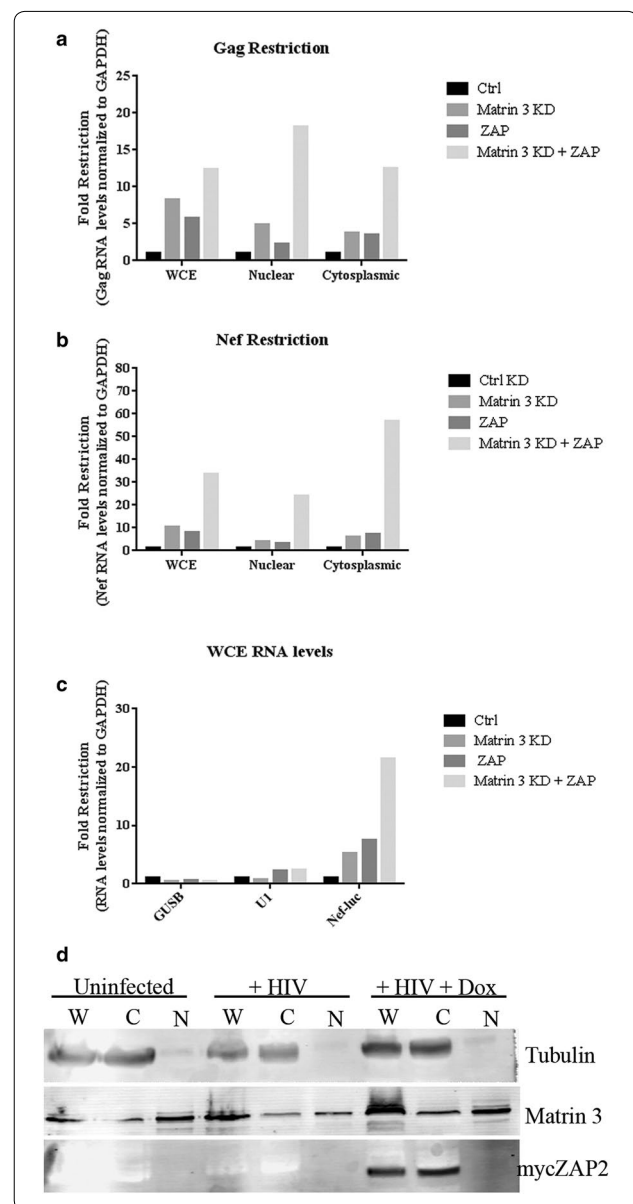 a
Gag Restriction
Fold Restriction
(Gag RNA levels normalized to GAPDH)
25
20
15
10
5
0
WCE Nuclear Cytosplasmic
Ctrl
Matrin 3 KD
ZAP
Matrin 3 KD + ZAP
b
Nef Restriction
Fold Restriction
(Nef RNA levels normalized to GAPDH)
80
70
60
50
40
30
20
10
0
WCE Nuclear Cytosplasmic
Ctrl KD
Matrin 3 KD
ZAP
Matrin 3 KD + ZAP
WCE RNA levels
c
Fold Restriction
(RNA levels normalized to GAPDH)
30
20
10
0
GUSB U1 Nef-luc
Ctrl
Matrin 3 KD
ZAP
Matrin 3 KD + ZAP
d
Uninfected + HIV + HIV + Dox
W C N W C N W C N
Tubulin
Matrin 3
mycZAP2